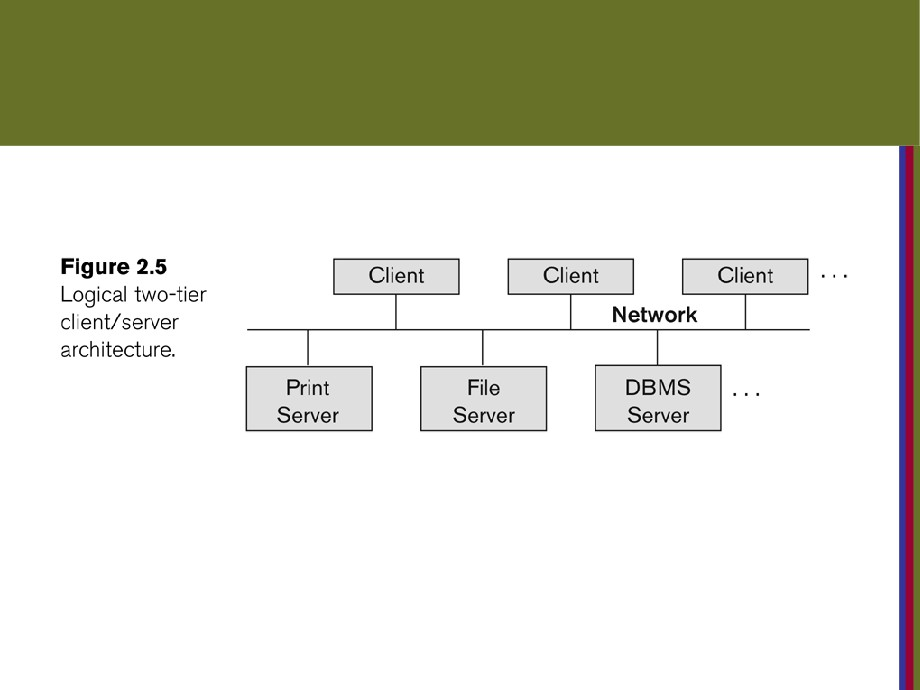 Figure 2.5
Logical two-tier
client/server
architecture.
Client
Client
Client
. . .
Network
Print
Server
File
Server
DBMS
Server
. . .